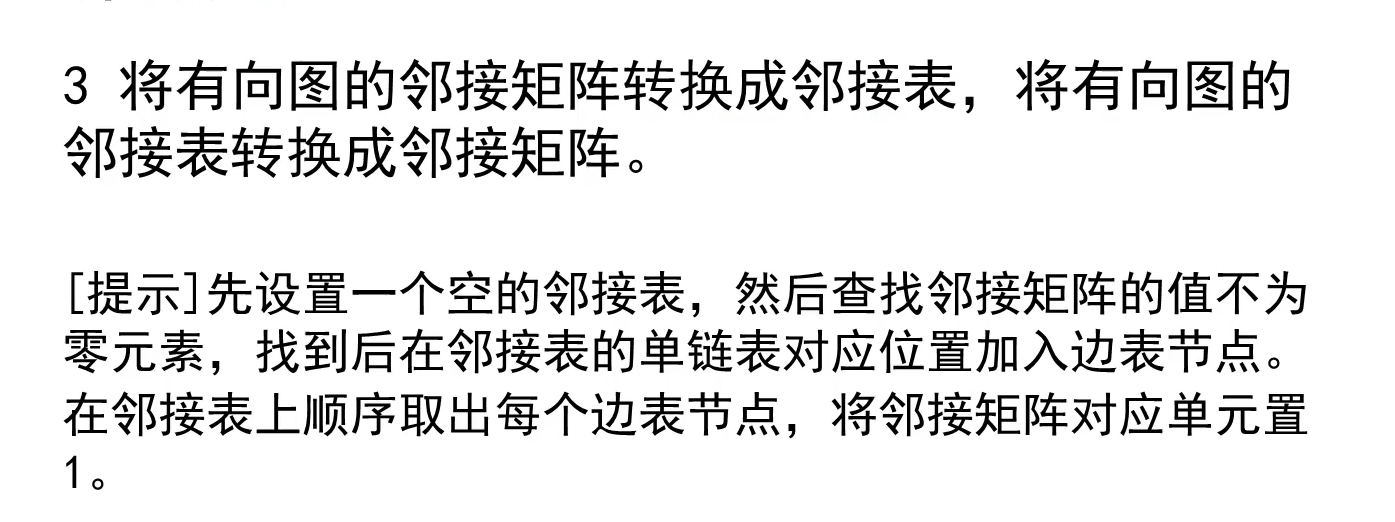 3 将有向图的邻接矩阵转换成邻接表，将有向图的
邻接表转换成邻接矩阵。
[提示]先设置一个空的邻接表，然后查找邻接矩阵的值不为
零元素，找到后在邻接表的单链表对应位置加入边表节点。
在邻接表上顺序取出每个边表节点，将邻接矩阵对应单元置
1。